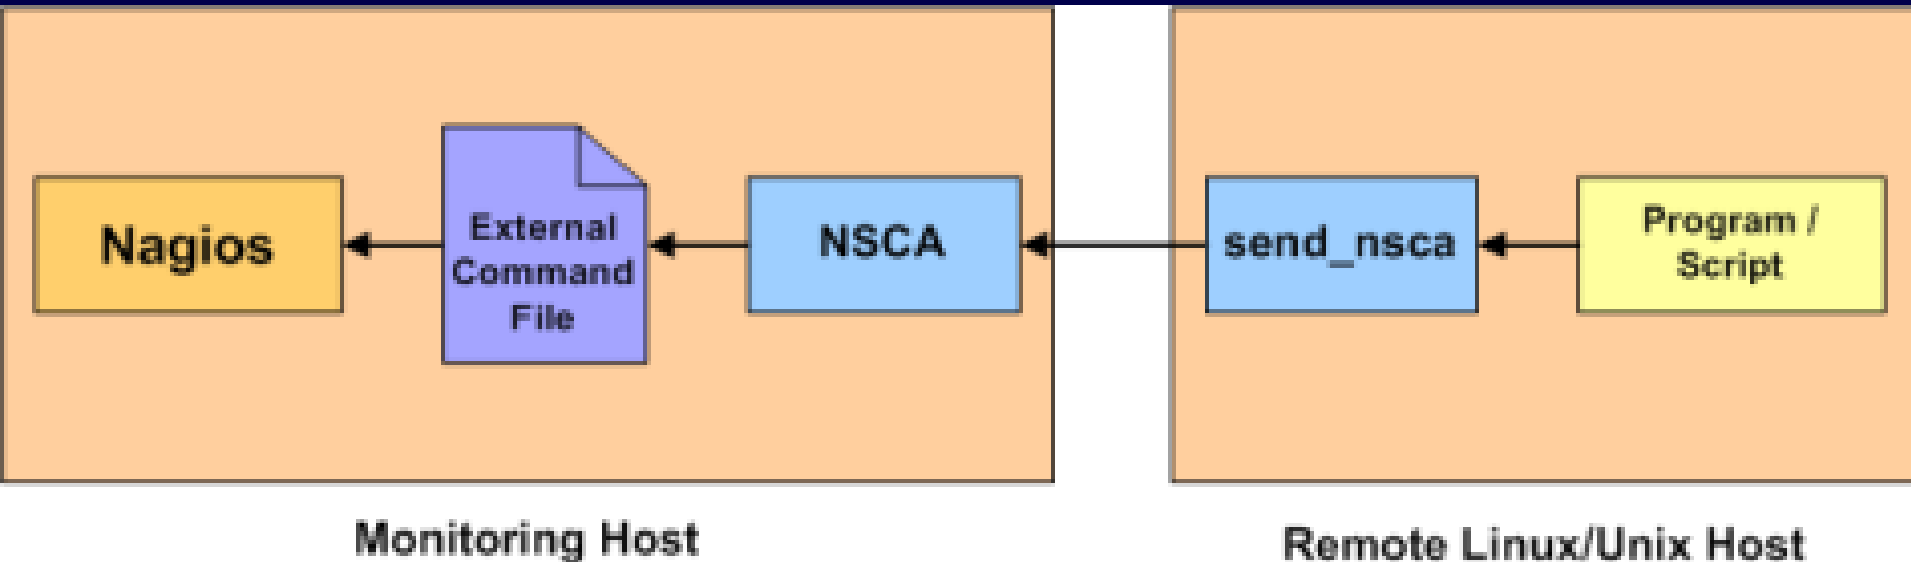 Nagios
External
Command
File
NSCA
send_nsca
Program /
Script
Monitoring Host
Remote Linux/Unix Host